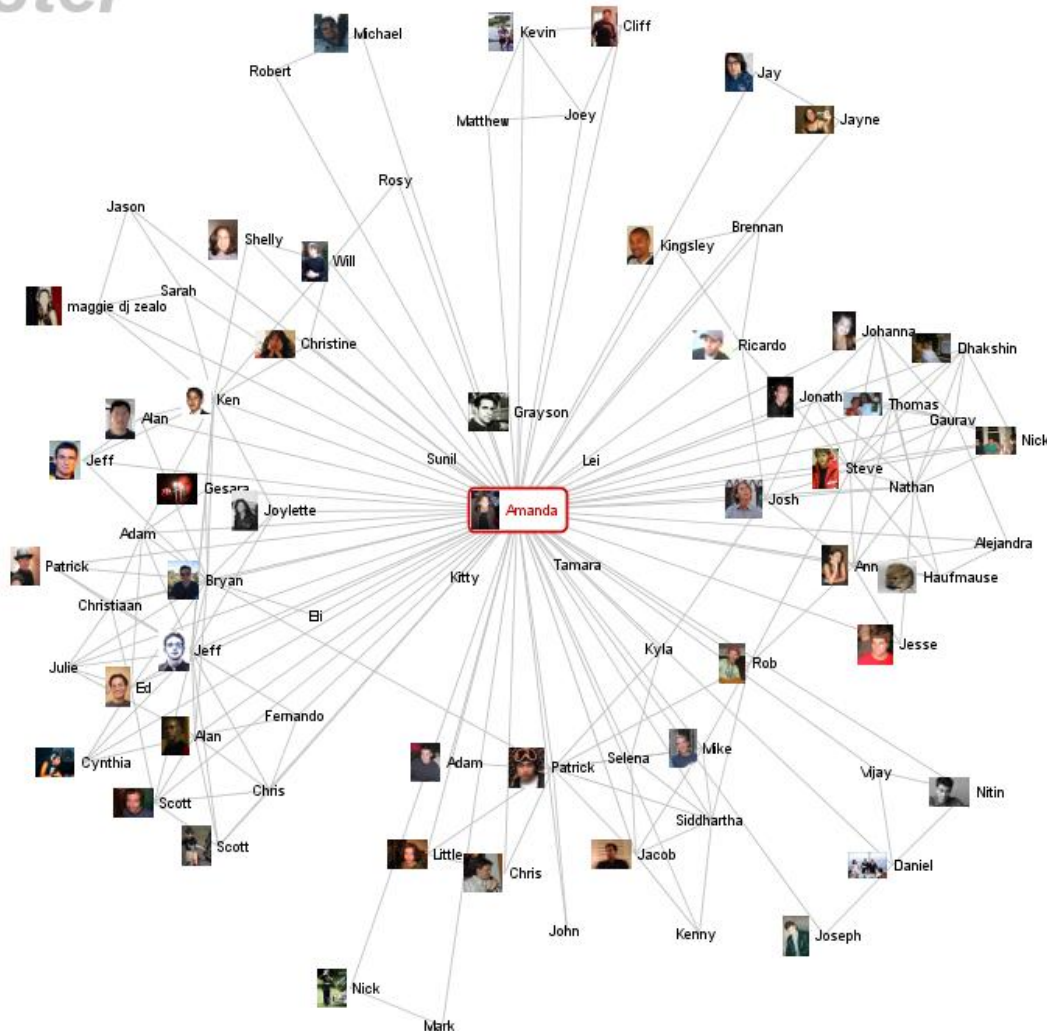 Michael
Kevin
Cliff
Robert
Jay
Matthew
Joey
Jayne
Rosy
Jason
Brennan
Shelly
Kingsley
Will
Sarah
maggie dj zealo
Johanna
Christine
Ricardo
Dhakshin
Ken
Jonath
Thomas
Grayson
Alan
Gaurav
Nick
Jeff
Sunil
Lei
Steve
Gesara
Nathan
Josh
Joylette
Amanda
Adam
Alejandra
Patrick
Kitty
Tamara
Ann
Haufmause
Bryan
Christiaan
Eli
Jesse
Jeff
Kyla
Julie
Rob
Ed
Fernando
Alan
Mike
Selena
Cynthia
Adam
Patrick
Vijay
Chris
Nitin
Scott
Siddhartha
Scott
Little
Jacob
Daniel
Chris
John
Kenny
Joseph
Nick
Mark